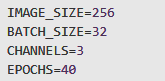 IMAGE_SIZE=256
BATCH_SIZE=32
CHANNELS=3
EPOCHS=40